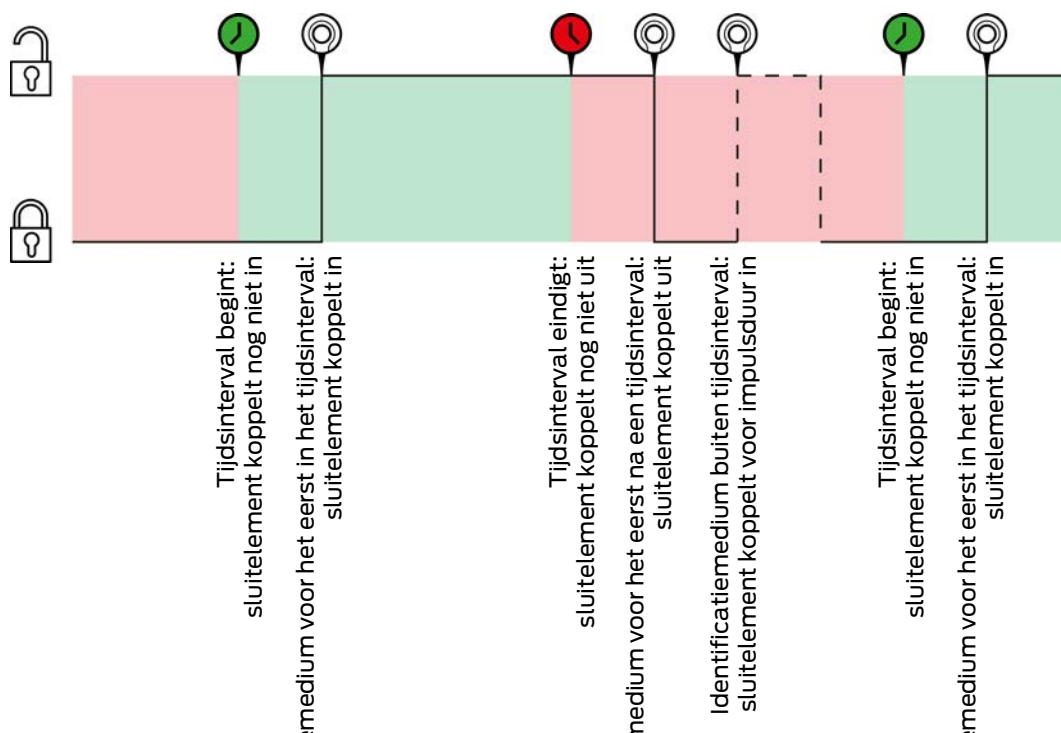 Tijdsinterval begint:
sluitelement koppelt nog niet in
medium voor het eerst in het tijdsinterval:
sluitelement koppelt in
Tijdsinterval eindigt:
sluitelement koppelt nog niet uit
medium voor het eerst na een tijdsinterval:
sluitelement koppelt uit
Identificatiemedium buiten tijdsinterval:
sluitelement koppelt voor impulsduur in
Tijdsinterval begint:
sluitelement koppelt nog niet in
medium voor het eerst in het tijdsinterval:
sluitelement koppelt in